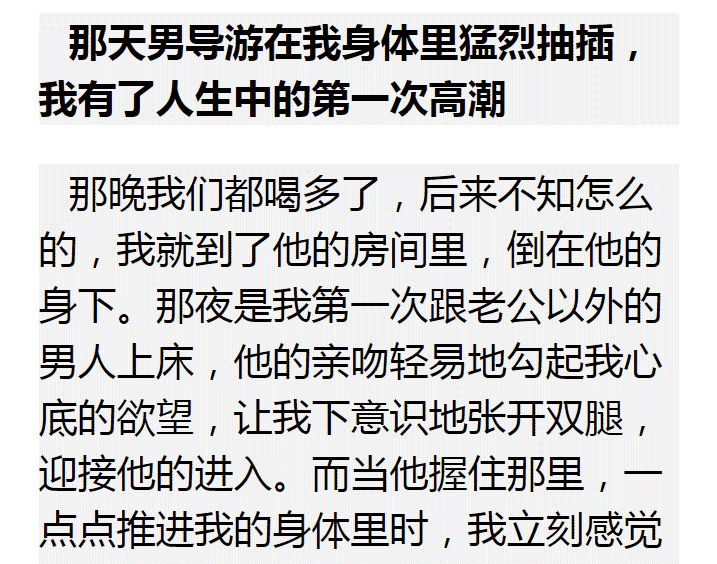 那天男导游在我身体里猛烈抽插，
我有了人生中的第一次高潮
那晚我们都喝多了，后来不知怎么
的，我就到了他的房间里，倒在他的
身下。那夜是我第一次跟老公以外的
男人上床，他的亲吻轻易地勾起我心
底的欲望，让我下意识地张开双腿，
迎接他的进入。而当他握住那里，一
点点推进我的身体里时，我立刻感觉